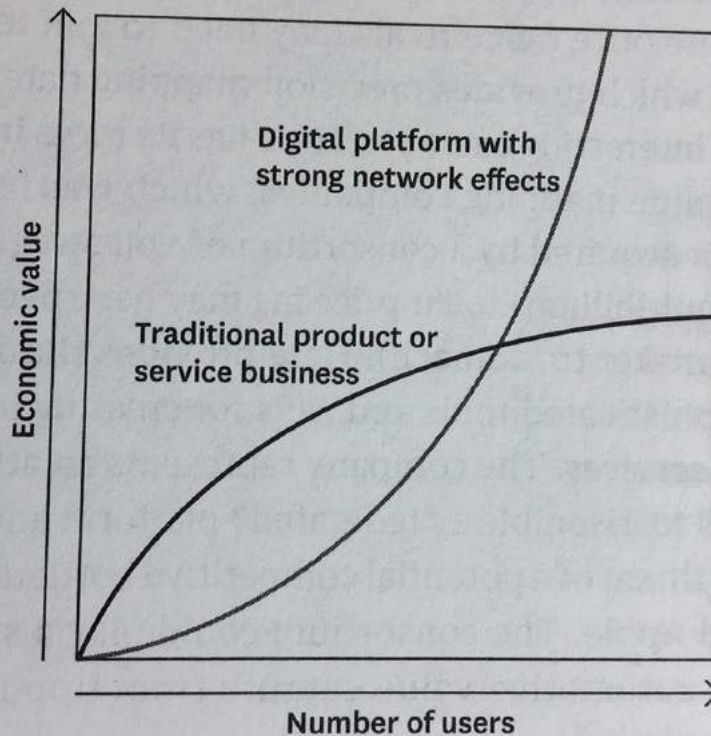 Digital platform with
strong network effects
Traditional product or
service business
Economic value
Number of users